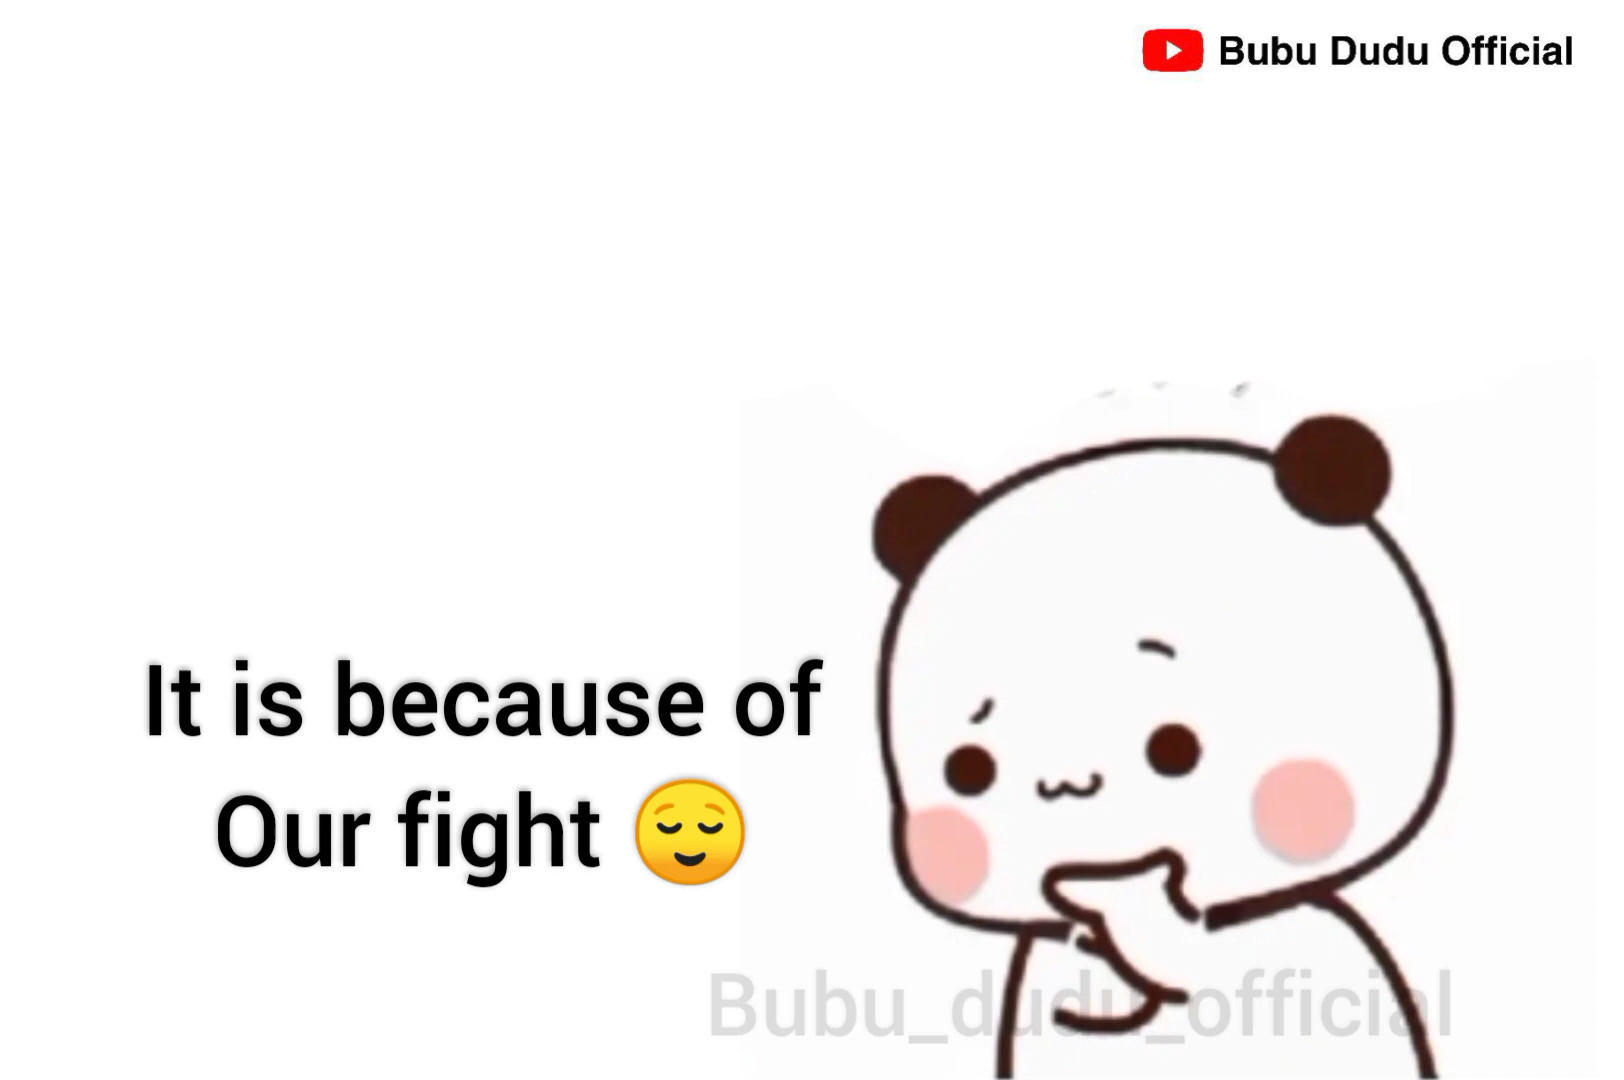 Bubu Dudu Official
It is because of
Our fight 😌
Bubu_dudu_official